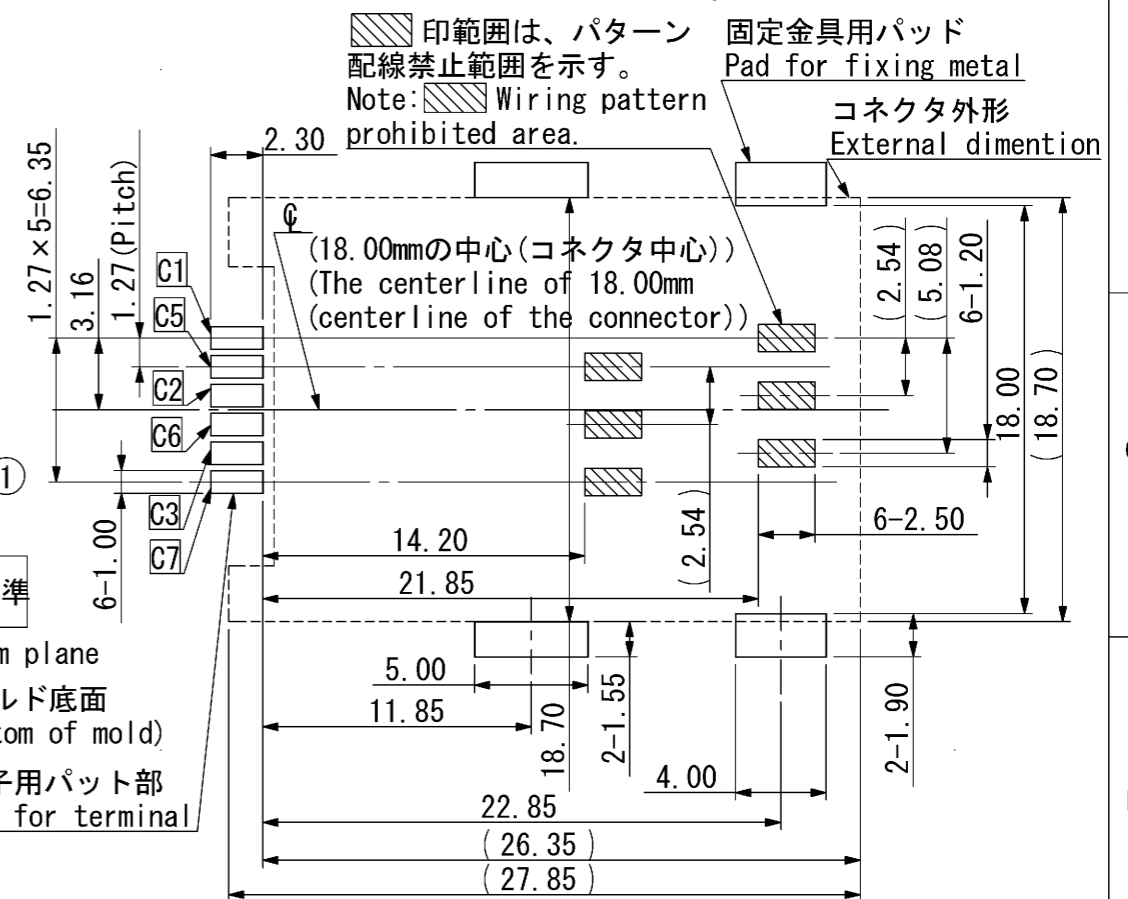 印範囲は、パターン
配線禁止範囲を示す。
Note: Wiring pattern
prohibited area.
固定金具用パッド
Pad for fixing metal
コネクタ外形
External dimention
2.30
1.27×5=6.35
3.16
1.27(Pitch)
℄
(18.00mmの中心(コネクタ中心))
(The centerline of 18.00mm
(centerline of the connector))
C1
C5
C2
C6
C3
C7
(2.54)
(5.08)
6-1.20
18.00
(18.70)
1
6-1.00
14.20
21.85
(2.54)
6-2.50
準
m plane
ルド底面
tom of mold)
子用パット部
for terminal
5.00
11.85
18.70
2-1.55
4.00
2-1.90
22.85
(26.35)
(27.85)